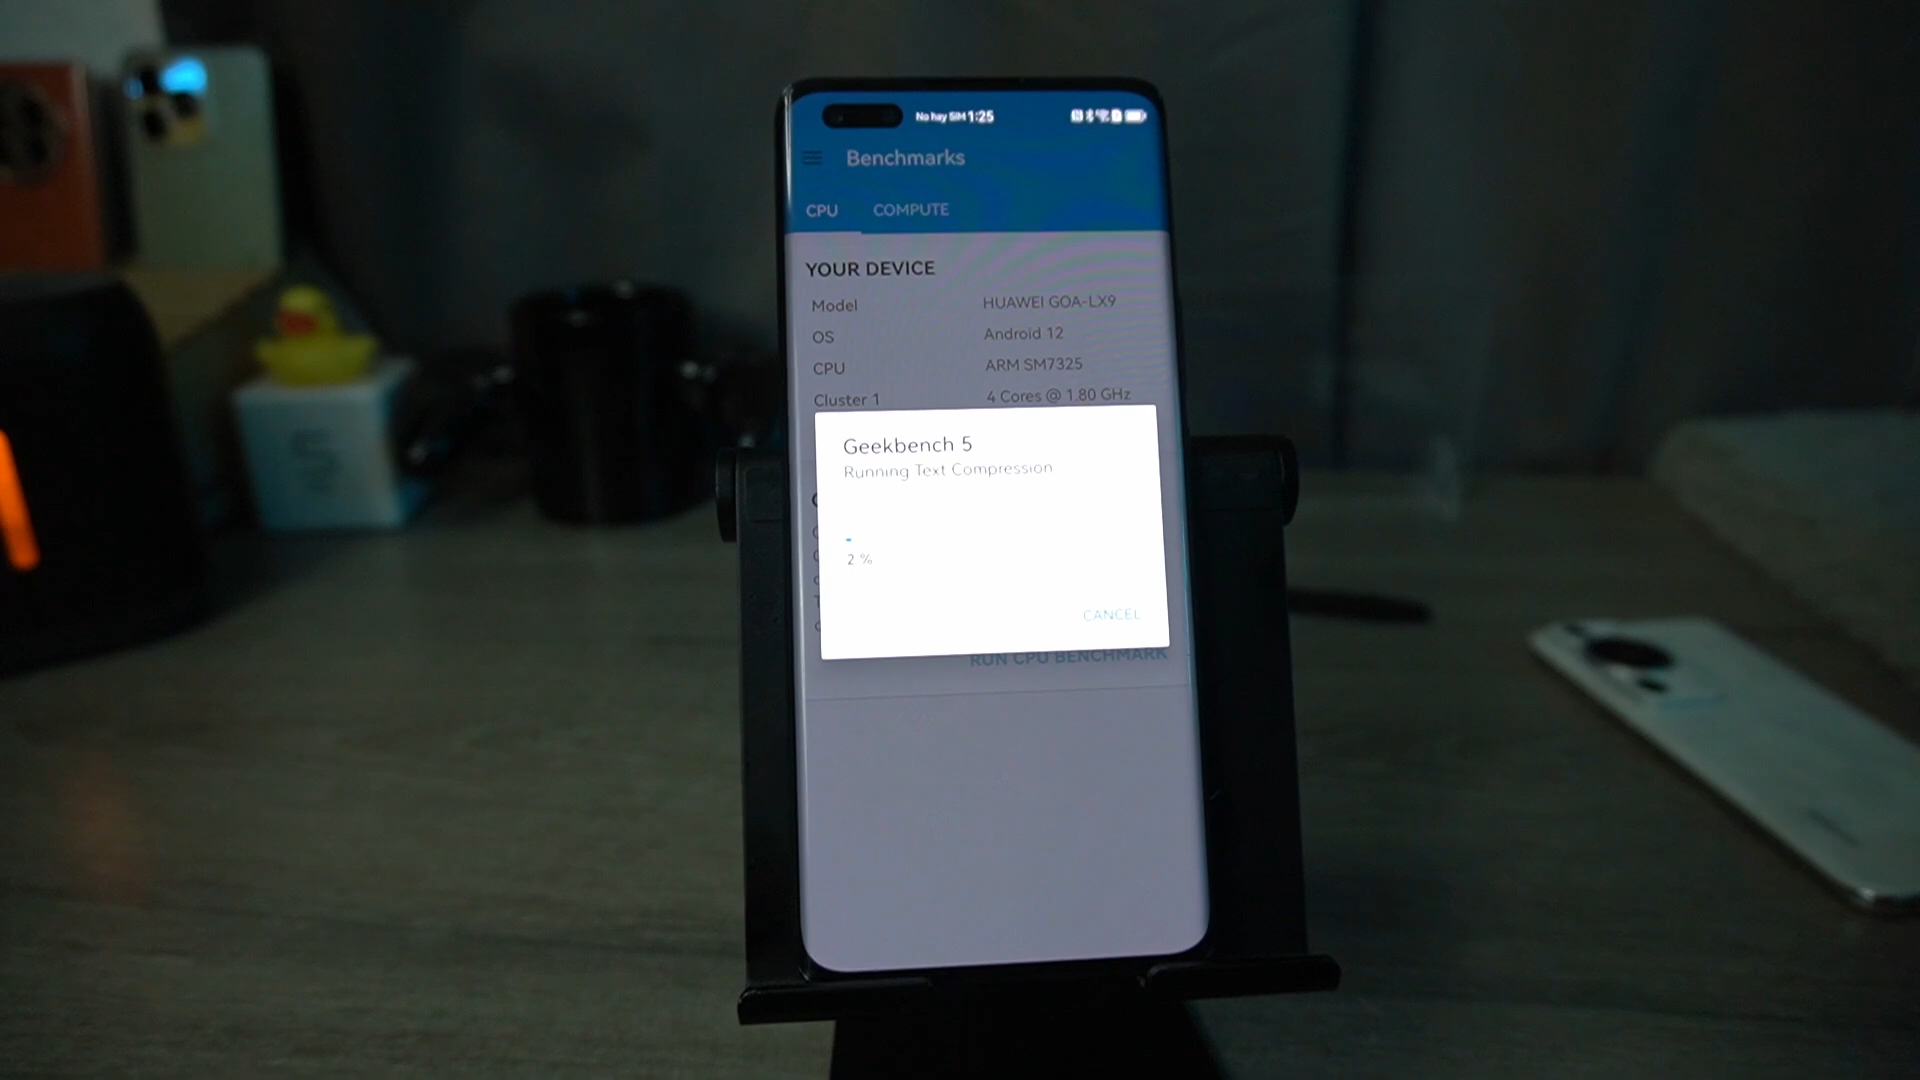 No hay SIM 1:25
Benchmarks
CPU COMPUTE
YOUR DEVICE
Model HUAWEI GOA-LX9
OS Android 12
CPU ARM SM7325
Cluster 1 4 Cores @ 1.80 GHz
Geekbench 5
Running Text Compression
2 %
CANCEL
RUN CPU BENCHMARK